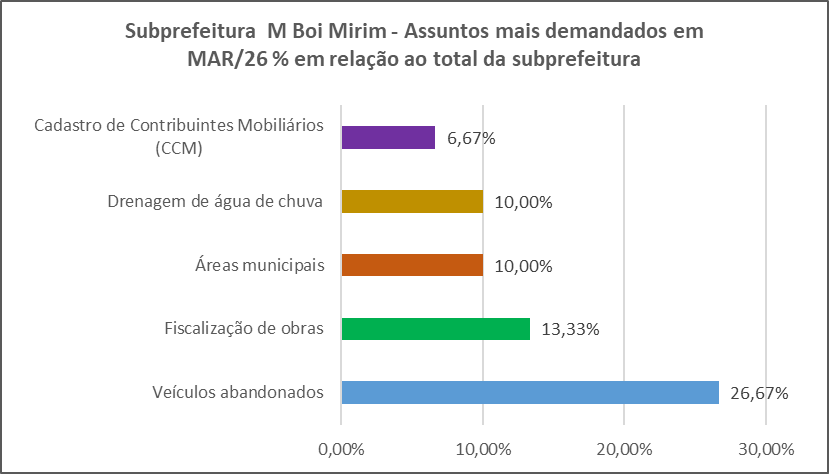 Subprefeitura  M Boi Mirim - Assuntos mais demandados em
MAR/26 % em relação ao total da subprefeitura
Cadastro de Contribuintes Mobiliários
(CCM)
6,67%
Drenagem de água de chuva
10,00%
Áreas municipais
10,00%
Fiscalização de obras
13,33%
Veículos abandonados
26,67%
0,00%
10,00%
20,00%
30,00%